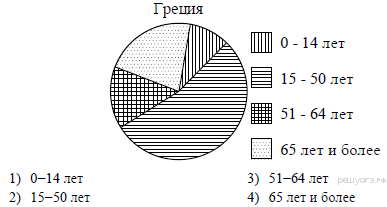 Греция
0 - 14 лет
15 - 50 лет
51 - 64 лет
65 лет и более
1) 0–14 лет
2) 15–50 лет
3) 51–64 лет
4) 65 лет и более
решуогэ.рф